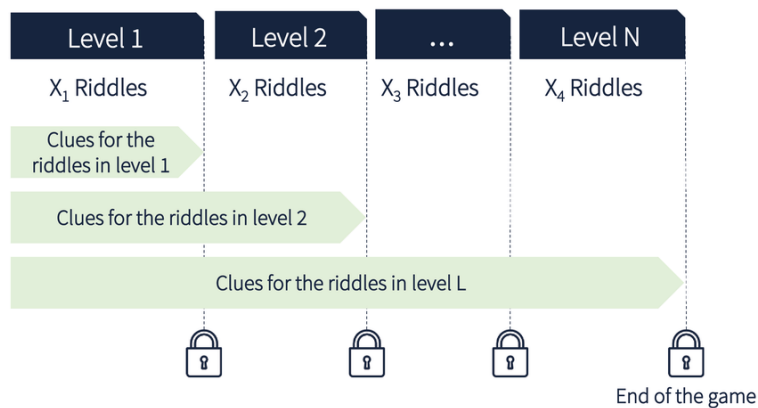 Level 1
Level 2
...
Level N
X₁ Riddles
X₂ Riddles
X₃ Riddles
X₄ Riddles
Clues for the
riddles in level 1
Clues for the riddles in level 2
Clues for the riddles in level L
End of the game